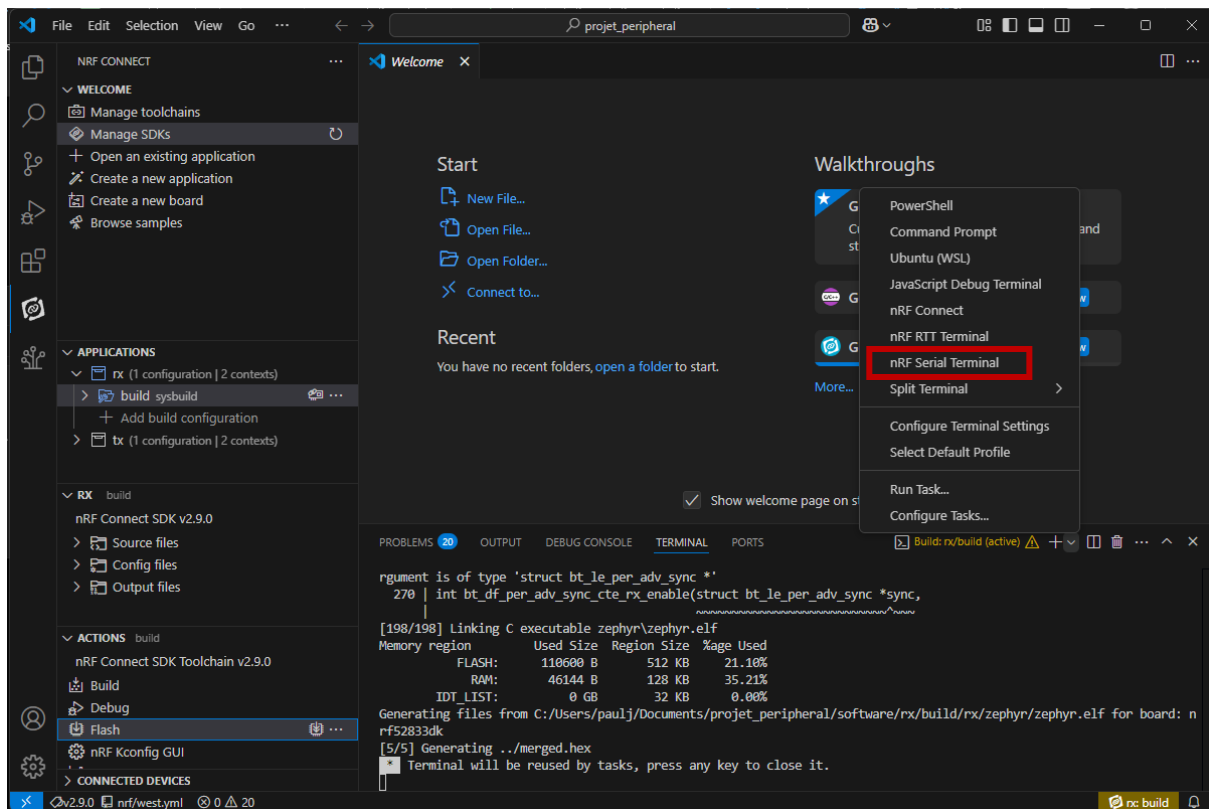 File Edit Selection View Go ··· projet_peripheral
NRF CONNECT ···
Welcome
WELCOME
Manage toolchains
Manage SDKs
Open an existing application
Create a new application
Create a new board
Browse samples
Start
New File...
Open File...
Open Folder...
Connect to...
Recent
You have no recent folders, open a folder to start.
Walkthroughs
G
and
G
G
More...
PowerShell
Command Prompt
Ubuntu (WSL)
JavaScript Debug Terminal
nRF Connect
nRF RTT Terminal
nRF Serial Terminal
Split Terminal
Configure Terminal Settings
Select Default Profile
Run Task...
Configure Tasks...
Show welcome page on
APPLICATIONS
rx (1 configuration | 2 contexts)
build sysbuild
Add build configuration
tx (1 configuration | 2 contexts)
RX build
nRF Connect SDK v2.9.0
Source files
Config files
Output files
ACTIONS build
nRF Connect SDK Toolchain v2.9.0
Build
Debug
Flash
nRF Kconfig GUI
CONNECTED DEVICES
PROBLEMS 20 OUTPUT DEBUG CONSOLE TERMINAL PORTS Build: rx/build (active)
rgument is of type 'struct bt_le_per_adv_sync *'
270 | int bt_df_per_adv_sync_cte_rx_enable(struct bt_le_per_adv_sync *sync,
| ~~~~~~~~~~~~~~~~~~~~~~~~~~~~^~~~
[198/198] Linking C executable zephyr\zephyr.elf
Memory region Used Size Region Size %age Used
FLASH: 110600 B 512 KB 21.10%
RAM: 46144 B 128 KB 35.21%
IDT_LIST: 0 GB 32 KB 0.00%
Generating files from C:/Users/paulj/Documents/projet_peripheral/software/rx/build/rx/zephyr/zephyr.elf for board: n
rf52833dk
[5/5] Generating ../merged.hex
* Terminal will be reused by tasks, press any key to close it.
v2.9.0 nrf/west.yml 0 20 rx: build